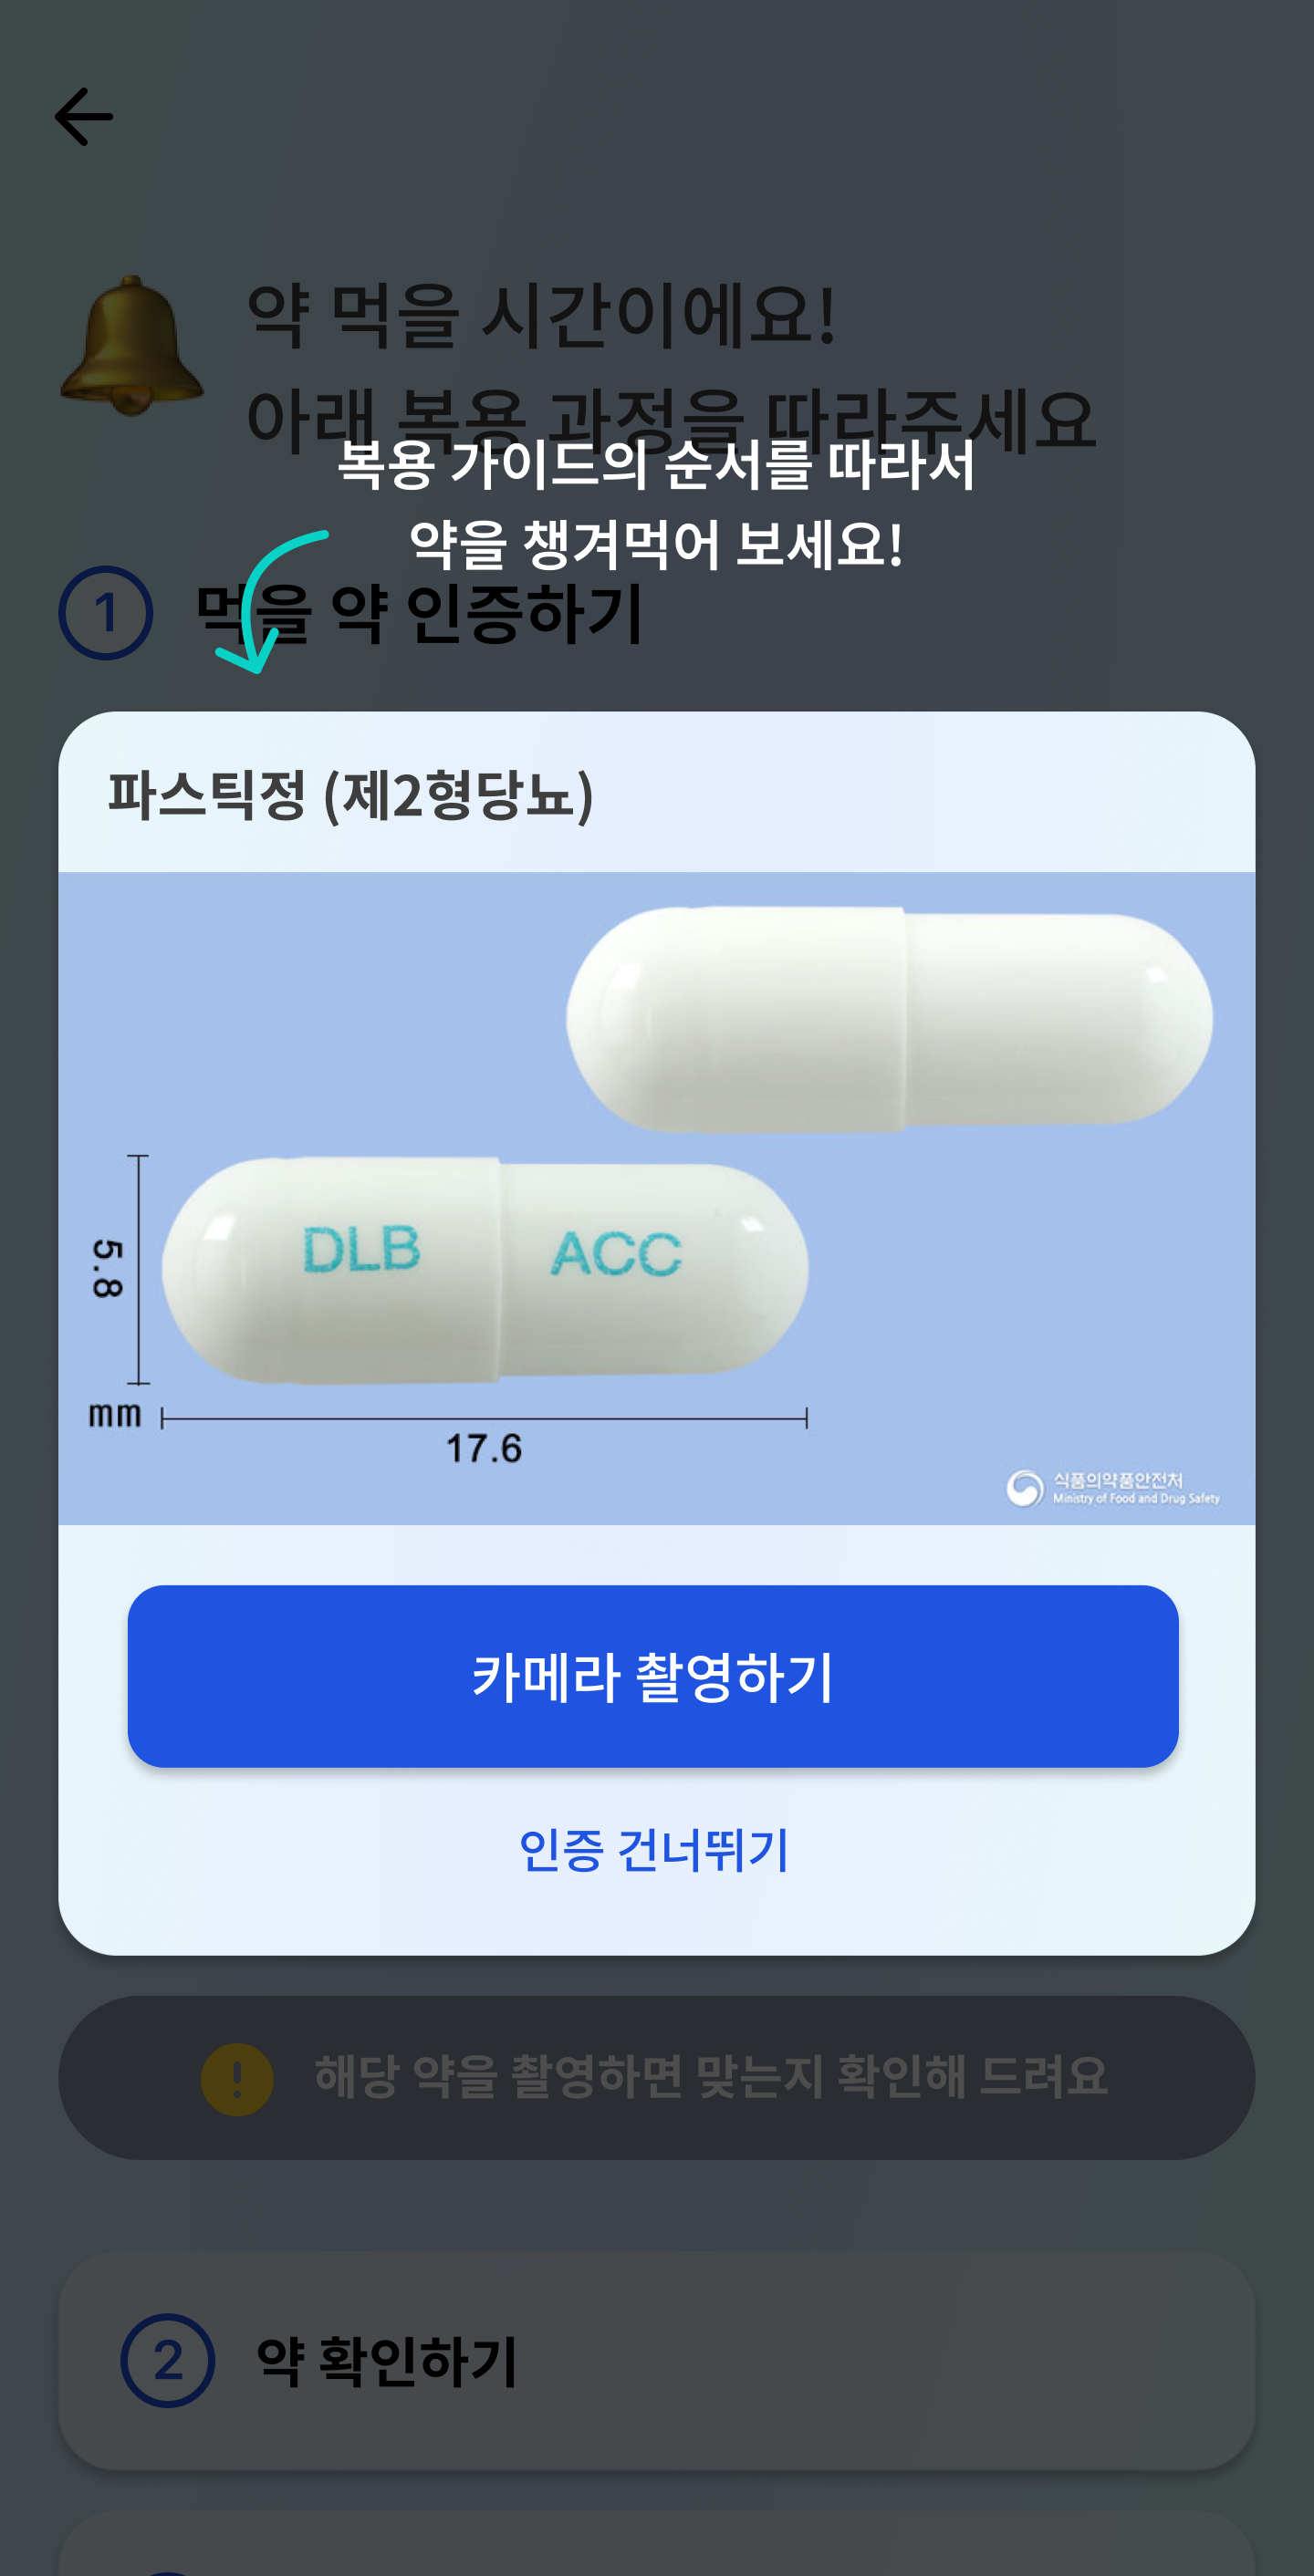 약 먹을 시간이에요!
아래 복용 과정을 따라주세요
복용 가이드의 순서를 따라서
약을 챙겨먹어 보세요!
1 먹을 약 인증하기
파스틱정 (제2형당뇨)
DLB ACC
5.8
mm
17.6
식품의약품안전처
Ministry of Food and Drug Safety
카메라 촬영하기
인증 건너뛰기
해당 약을 촬영하면 맞는지 확인해 드려요
2 약 확인하기